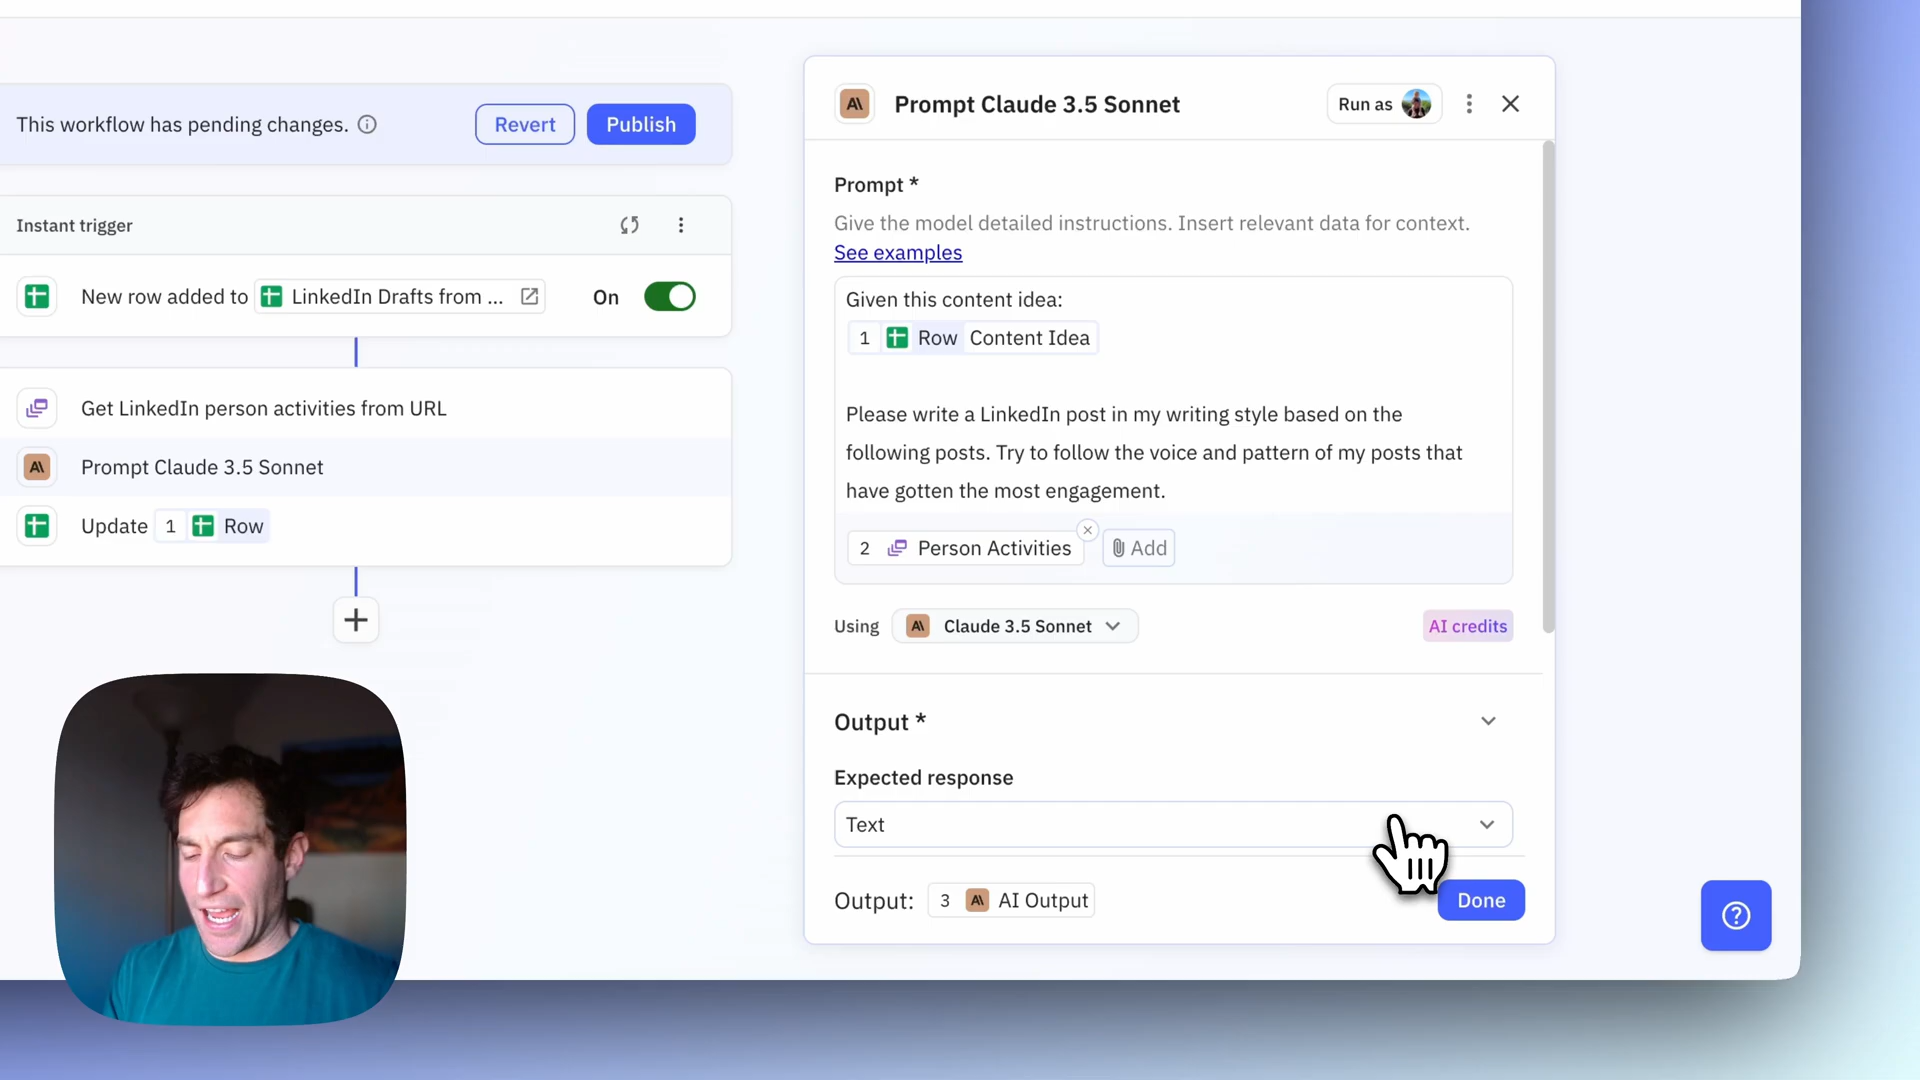 This workflow has pending changes.
Revert
Publish
Instant trigger
New row added to LinkedIn Drafts from ...
On
Get LinkedIn person activities from URL
Prompt Claude 3.5 Sonnet
Update 1 Row
Prompt Claude 3.5 Sonnet
Run as
Prompt *
Give the model detailed instructions. Insert relevant data for context.
See examples
Given this content idea:
1 Row Content Idea
Please write a LinkedIn post in my writing style based on the
following posts. Try to follow the voice and pattern of my posts that
have gotten the most engagement.
2 Person Activities
Add
Using Claude 3.5 Sonnet
AI credits
Output *
Expected response
Text
Output: 3 AI Output
Done